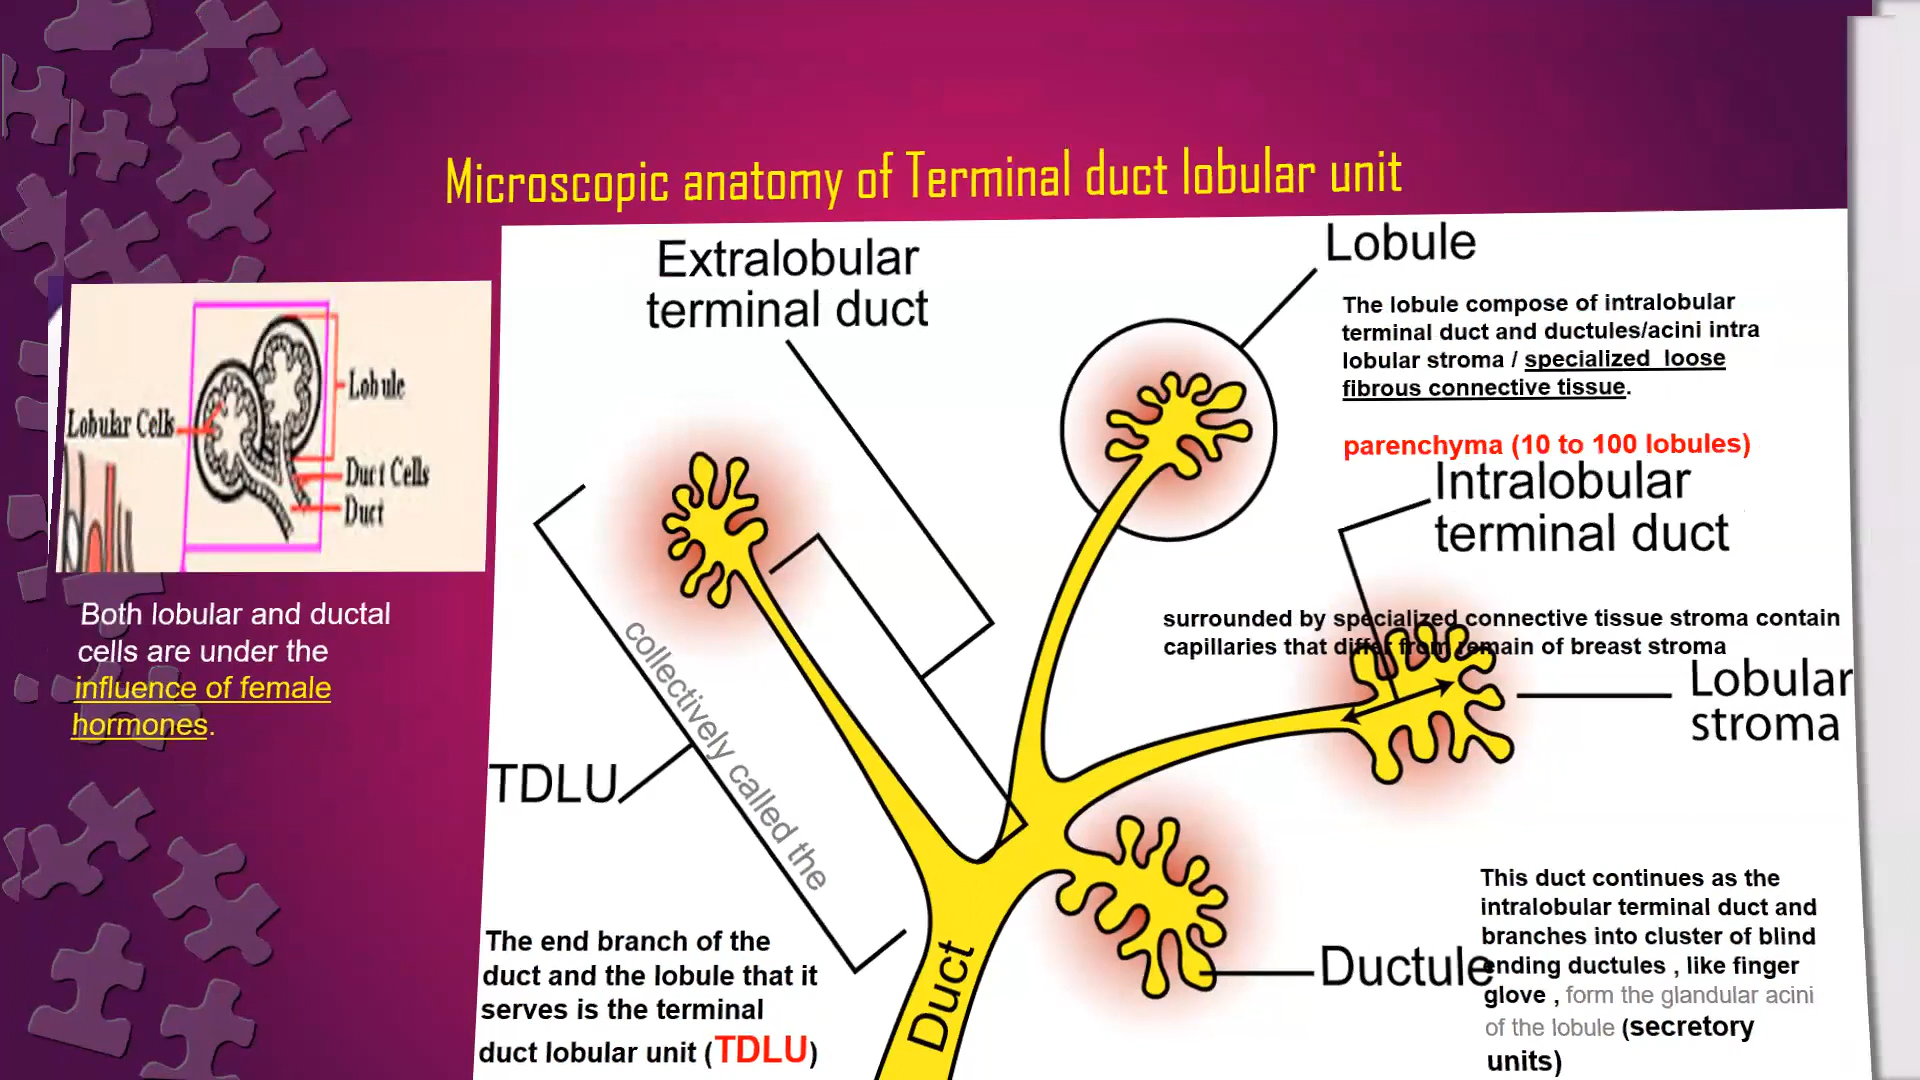 Microscopic anatomy of Terminal duct lobular unit
Extralobular
terminal duct
Lobule
The lobule compose of intralobular
terminal duct and ductules/acini intra
lobular stroma / specialized loose
fibrous connective tissue.
parenchyma (10 to 100 lobules)
Intralobular
terminal duct
surrounded by specialized connective tissue stroma contain
capillaries that differ from remain of breast stroma
Lobular
stroma
Lobule
Lobular Cells
Duct Cells
Duct
Both lobular and ductal
cells are under the
influence of female
hormones.
TDLU
collectively called the
The end branch of the
duct and the lobule that it
serves is the terminal
duct lobular unit (TDLU)
Duct
Ductule
This duct continues as the
intralobular terminal duct and
branches into cluster of blind
ending ductules , like finger
glove , form the glandular acini
of the lobule (secretory
units)